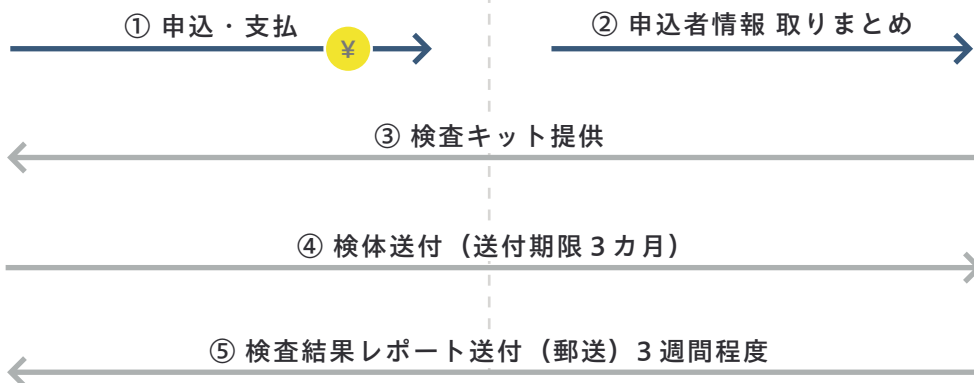 ① 申込・支払
② 申込者情報 取りまとめ
¥
③ 検査キット提供
④ 検体送付（送付期限３カ月）
⑤ 検査結果レポート送付（郵送）３週間程度